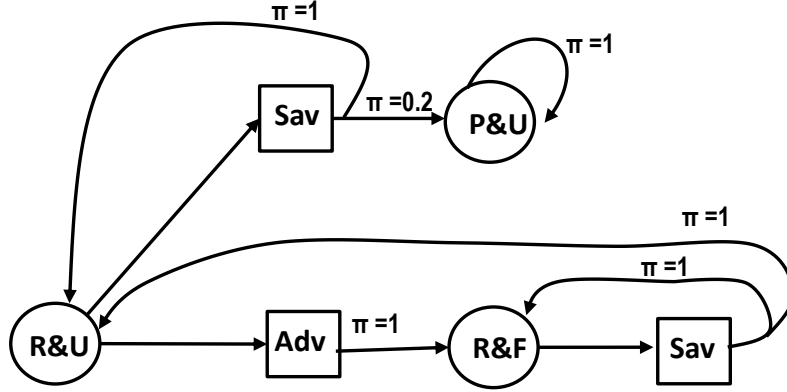 π =1
π =1
Sav
π =0.2
P&U
π =1
π =1
R&U
Adv
π =1
R&F
Sav